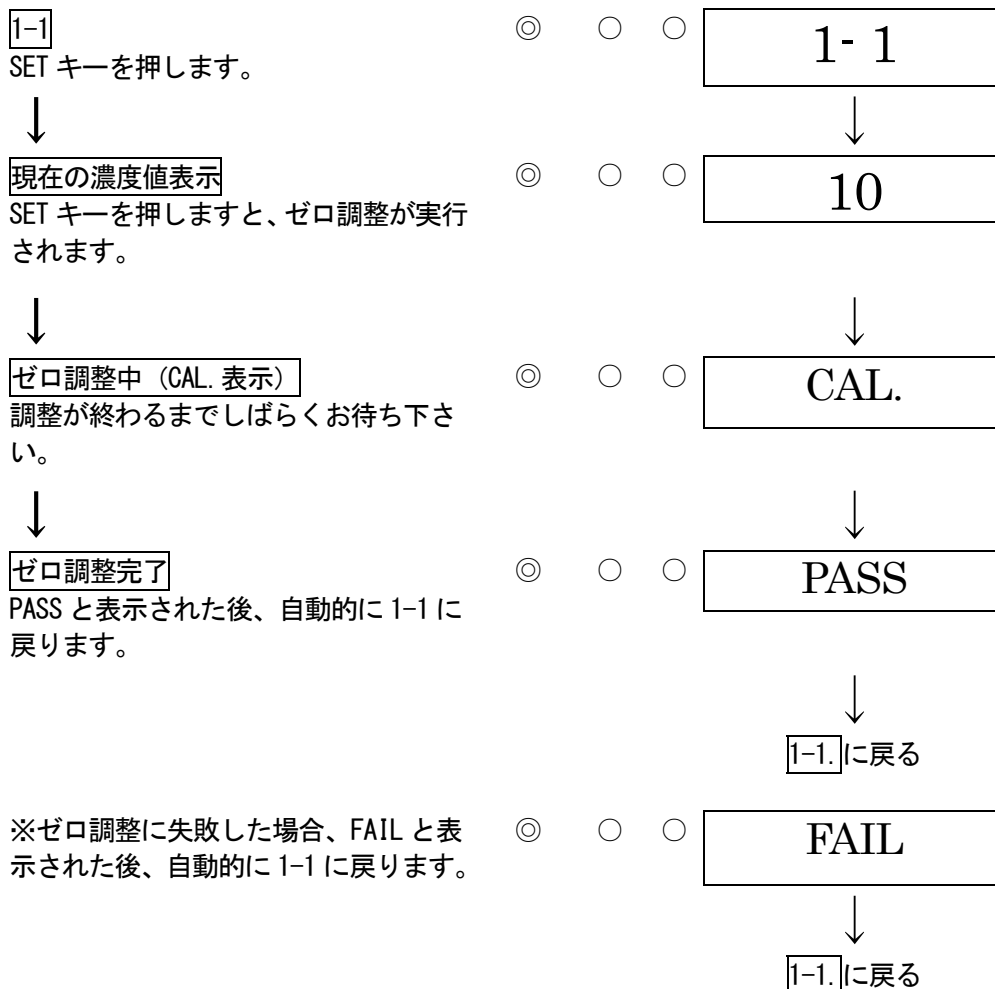 1-1 ◎ ○ ○ 1- 1
SET キーを押します。
↓ ↓
現在の濃度値表示 ◎ ○ ○ 10
SET キーを押しますと、ゼロ調整が実行
されます。
↓ ↓
ゼロ調整中（CAL. 表示） ◎ ○ ○ CAL.
調整が終わるまでしばらくお待ち下さ
い。
↓ ↓
ゼロ調整完了 ◎ ○ ○ PASS
PASS と表示された後、自動的に 1-1 に
戻ります。
↓
1-1. に戻る
※ゼロ調整に失敗した場合、FAIL と表 ◎ ○ ○ FAIL
示された後、自動的に 1-1 に戻ります。
↓
1-1. に戻る